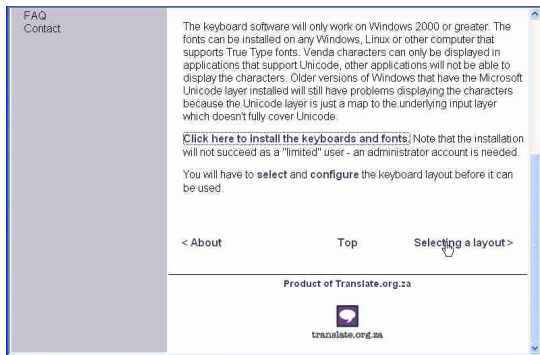 FAQ
Contact
The keyboard software will only work on Windows 2000 or greater. The
fonts can be installed on any Windows, Linux or other computer that
supports True Type fonts. Venda characters can only be displayed in
applications that support Unicode, other applications will not be able to
display the characters. Older versions of Windows that have the Microsoft
Unicode layer installed will still have problems displaying the characters
because the Unicode layer is just a map to the underlying input layer
which doesn't fully cover Unicode.
Click here to install the keyboards and fonts. Note that the installation
will not succeed as a "limited" user - an administrator account is needed.
You will have to select and configure the keyboard layout before it can
be used.
< About Top Selecting a layout >
Product of Translate.org.za
translate.org.za